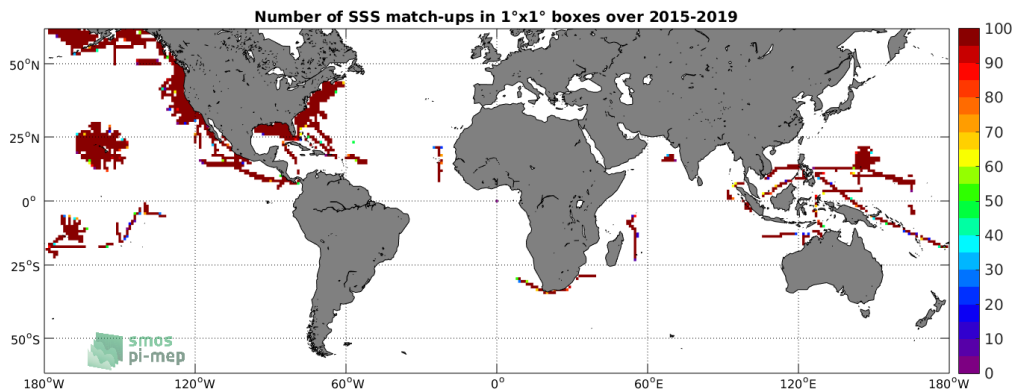 Number of SSS match-ups in 1°x1° boxes over 2015-2019
50°N
25°N
0°
25°S
50°S
180°W
120°W
60°W
0°
60°E
120°E
180°W
100
90
80
70
60
50
40
30
20
10
0
smos
pi-mep